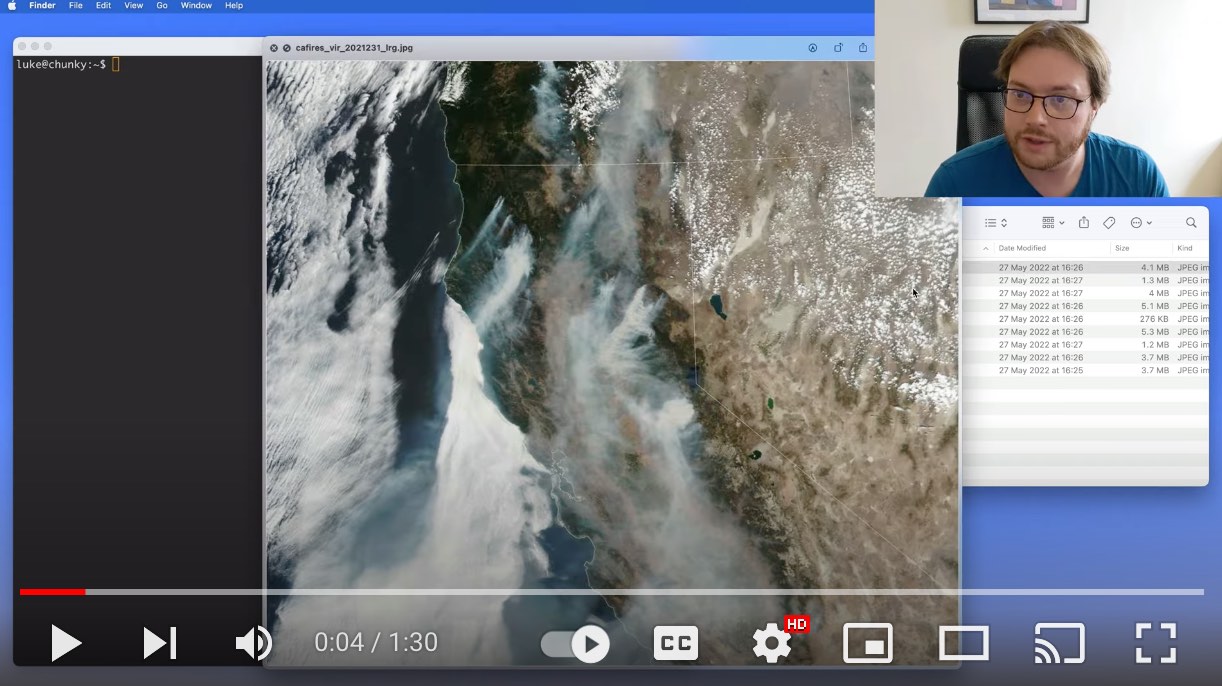 Finder File Edit View Go Window Help
cafires_vir_2021231_lrg.jpg
luke@chunky:~$
Date Modified Size Kind
27 May 2022 at 16:26 4.1 MB JPEG im
27 May 2022 at 16:27 1.3 MB JPEG im
27 May 2022 at 16:27 4 MB JPEG im
27 May 2022 at 16:26 5.1 MB JPEG im
27 May 2022 at 16:26 276 KB JPEG im
27 May 2022 at 16:26 5.3 MB JPEG im
27 May 2022 at 16:27 1.2 MB JPEG im
27 May 2022 at 16:26 3.7 MB JPEG im
27 May 2022 at 16:25 3.7 MB JPEG im
0:04 / 1:30
CC
HD